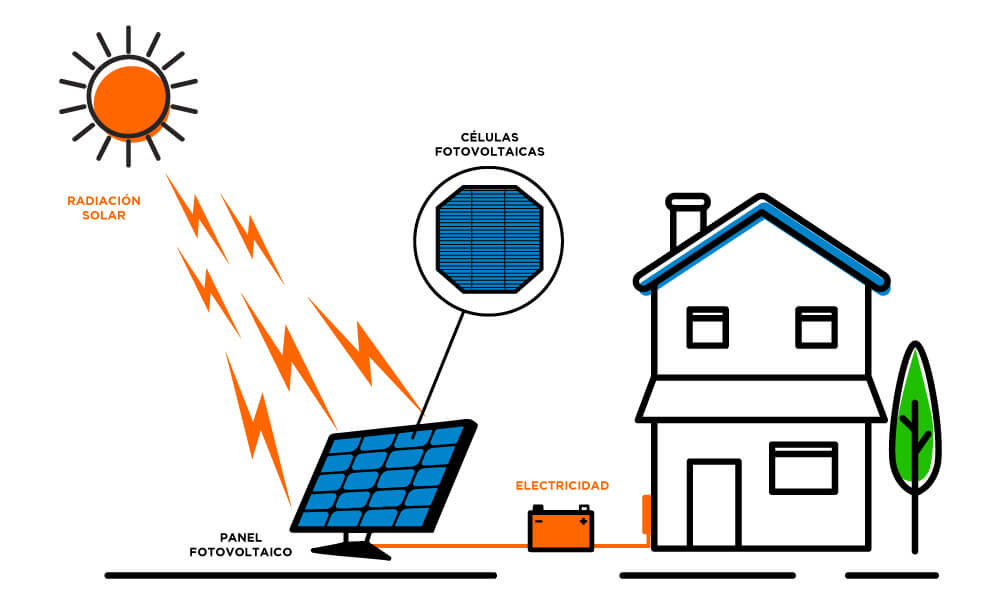 CÉLULAS
FOTOVOLTAICAS
RADIACIÓN
SOLAR
ELECTRICIDAD
PANEL
FOTOVOLTAICO